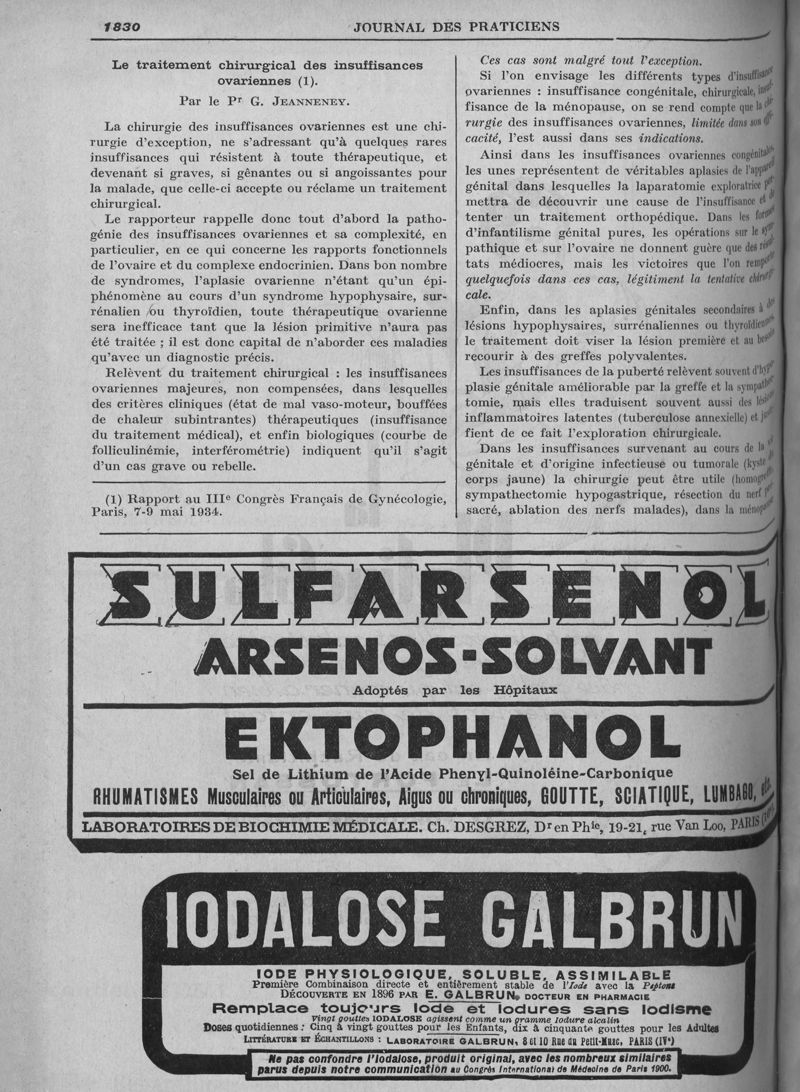 1830
JOURNAL DES PRATICIENS
Le traitement chirurgical des insuffisances
ovariennes (1).
Par le Pr G. JEANNENEY.
La chirurgie des insuffisances ovariennes est une chi-
rurgie d'exception, ne s'adressant qu'à quelques rares
insuffisances qui résistent à toute thérapeutique, et
devenant si graves, si gênantes ou si angoissantes pour
la malade, que celle-ci accepte ou réclame un traitement
chirurgical.
Le rapporteur rappelle donc tout d'abord la patho-
génie des insuffisances ovariennes et sa complexité, en
particulier, en ce qui concerne les rapports fonctionnels
de l'ovaire et du complexe endocrinien. Dans bon nombre
de syndromes, l'aplasie ovarienne n'étant qu'un épi-
phénomène au cours d'un syndrome hypophysaire, sur-
rénalien ou thyroïdien, toute thérapeutique ovarienne
sera inefficace tant que la lésion primitive n'aura pas
été traitée ; il est donc capital de n'aborder ces maladies
qu'avec un diagnostic précis.
Relèvent du traitement chirurgical : les insuffisances
ovariennes majeures, non compensées, dans lesquelles
des critères cliniques (état de mal vaso-moteur, bouffées
de chaleur subintrantes) thérapeutiques (insuffisance
du traitement médical), et enfin biologiques (courbe de
folliculinémie, interférométrie) indiquent qu'il s'agit
d'un cas grave ou rebelle.
(1) Rapport au IIIe Congrès Français de Gynécologie,
Paris, 7-9 mai 1934.
Ces cas sont malgré tout l'exception.
Si l'on envisage les différents types d'insuffisance
ovariennes : insuffisance congénitale, chirurgicale,
fisance de la ménopause, on se rend compte que la
rurgie des insuffisances ovariennes, limitée dans son
cacité, l'est aussi dans ses indications.
Ainsi dans les insuffisances ovariennes
les unes représentent de véritables aplasies de l'appareil
génital dans lesquelles la laparatomie exploratrice
mettra de découvrir une cause de l'insuffisance et
tenter un traitement orthopédique. Dans les
d'infantilisme génital pures, les opérations sur le
pathique et sur l'ovaire ne donnent guère que des
tats médiocres, mais les victoires que l'on
quelquefois dans ces cas, légitiment la tentative
cale.
Enfin, dans les aplasies génitales secondaires à
lésions hypophysaires, surrénaliennes ou
le traitement doit viser la lésion première et au
recourir à des greffes polyvalentes.
Les insuffisances de la puberté relèvent souvent
plasie génitale améliorable par la greffe et la
tomie, mais elles traduisent souvent aussi des
inflammatoires latentes (tuberculose annexielle) et
fient de ce fait l'exploration chirurgicale.
Dans les insuffisances survenant au cours de la
génitale et d'origine infectieuse ou tumorale (kyste
corps jaune) la chirurgie peut être utile
sympathectomie hypogastrique, résection du nerf
sacré, ablation des nerfs malades), dans la
SULFARSENOL
ARSENOS-SOLVANT
Adoptés par les Hôpitaux
EKTOPHANOL
Sel de Lithium de l'Acide Phenyl-Quinoléine-Carbonique
RHUMATISMES Musculaires ou Articulaires, Aigus ou chroniques, GOUTTE, SCIATIQUE, LUMBAGO,
LABORATOIRES DE BIOCHIMIE MÉDICALE. Ch. DESGREZ, Dr en Phie, 19-21, rue Van Loo, PARIS
IODALOSE GALBRUN
IODE PHYSIOLOGIQUE, SOLUBLE, ASSIMILABLE
Première Combinaison directe et entièrement stable de l'Iode avec la Peptone
DÉCOUVERTE EN 1896 PAR E. GALBRUN, DOCTEUR EN PHARMACIE
Remplace toujours Iode et Iodures sans Iodisme
Vingt gouttes IODALOSE agissent comme un gramme Iodure alcalin
Doses quotidiennes : Cinq à vingt gouttes pour les Enfants, dix à cinquante gouttes pour les Adultes
LITTÉRATURE ET ÉCHANTILLONS : LABORATOIRE GALBRUN, 8 et 10 Rue du Petit-Musc, PARIS (IVe)
Ne pas confondre l'Iodalose, produit original, avec les nombreux similaires
parus depuis notre communication au Congrès International de Médecine de Paris 1900.